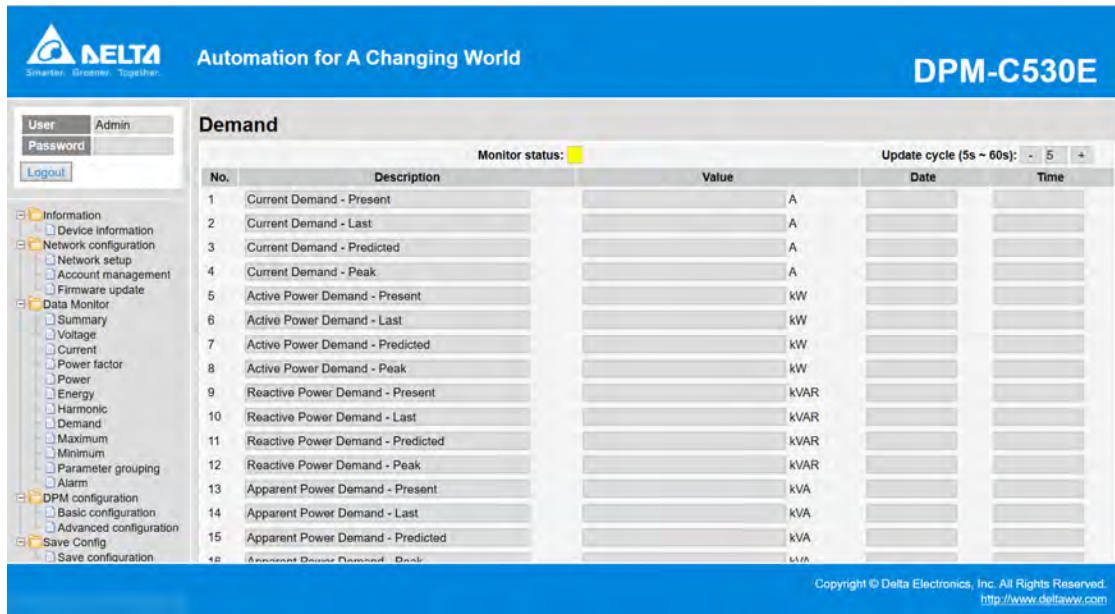 DELTA
Smarter. Greener. Together.
Automation for A Changing World
DPM-C530E
User Admin
Password
Logout
Information
Device information
Network configuration
Network setup
Account management
Firmware update
Data Monitor
Summary
Voltage
Current
Power factor
Power
Energy
Harmonic
Demand
Maximum
Minimum
Parameter grouping
Alarm
DPM configuration
Basic configuration
Advanced configuration
Save Config
Save configuration
Demand
Monitor status: Update cycle (5s ~ 60s): - 5 +
No. Description Value Date Time
1 Current Demand - Present A
2 Current Demand - Last A
3 Current Demand - Predicted A
4 Current Demand - Peak A
5 Active Power Demand - Present kW
6 Active Power Demand - Last kW
7 Active Power Demand - Predicted kW
8 Active Power Demand - Peak kW
9 Reactive Power Demand - Present kVAR
10 Reactive Power Demand - Last kVAR
11 Reactive Power Demand - Predicted kVAR
12 Reactive Power Demand - Peak kVAR
13 Apparent Power Demand - Present kVA
14 Apparent Power Demand - Last kVA
15 Apparent Power Demand - Predicted kVA
16 Apparent Power Demand - Peak kVA
Copyright © Delta Electronics, Inc. All Rights Reserved.
http://www.deltaww.com